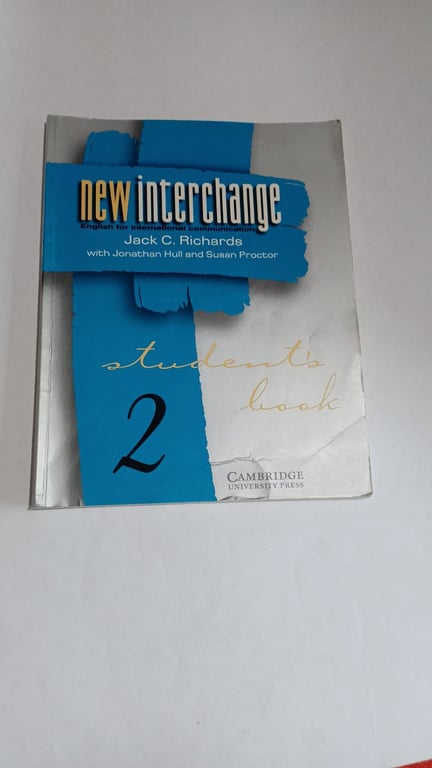 new interchange
English for international communication
Jack C. Richards
with Jonathan Hull and Susan Proctor
student's
book
2
CAMBRIDGE
UNIVERSITY PRESS